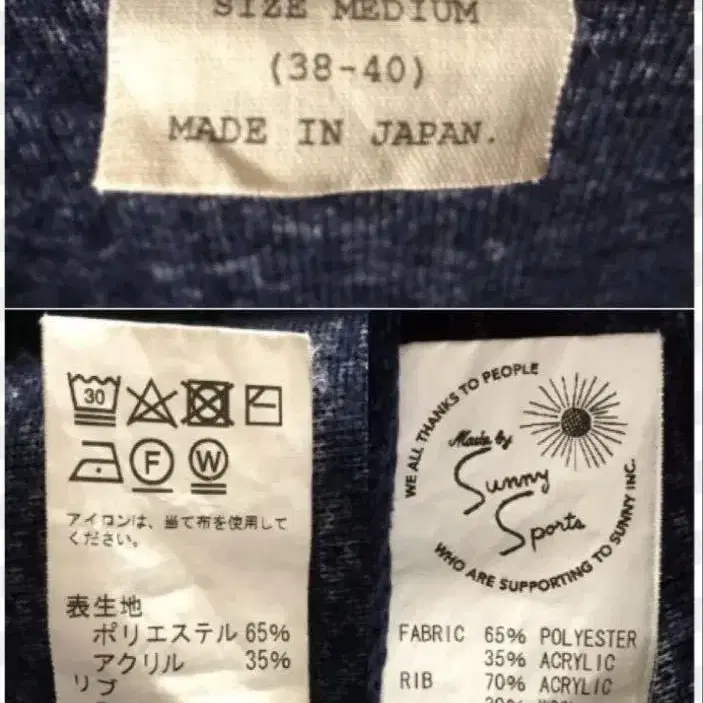 SIZE MEDIUM
(38-40)
MADE IN JAPAN.
30
F W
アイロンは、当て布を使用して
ください。
表生地
ポリエステル 65%
アクリル 35%
リブ
WE ALL THANKS TO PEOPLE
Made by
Sunny
Sports
WHO ARE SUPPORTING TO SUNNY INC.
FABRIC 65% POLYESTER
35% ACRYLIC
RIB 70% ACRYLIC